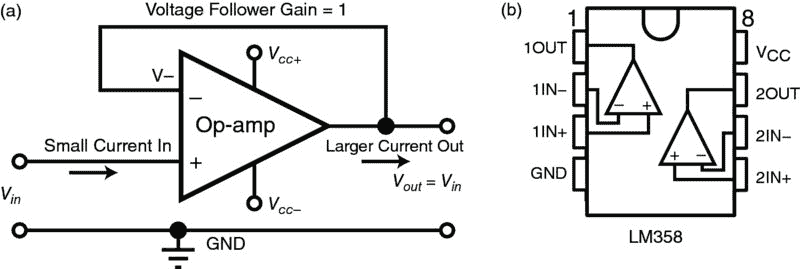 (a)
Voltage Follower Gain = 1
V–
Vcc+
–
Op-amp
Small Current In
+
Larger Current Out
Vin
Vout = Vin
Vcc–
GND
(b)
1
8
1OUT
VCC
1IN–
2OUT
– +
1IN+
2IN–
+ –
GND
2IN+
LM358